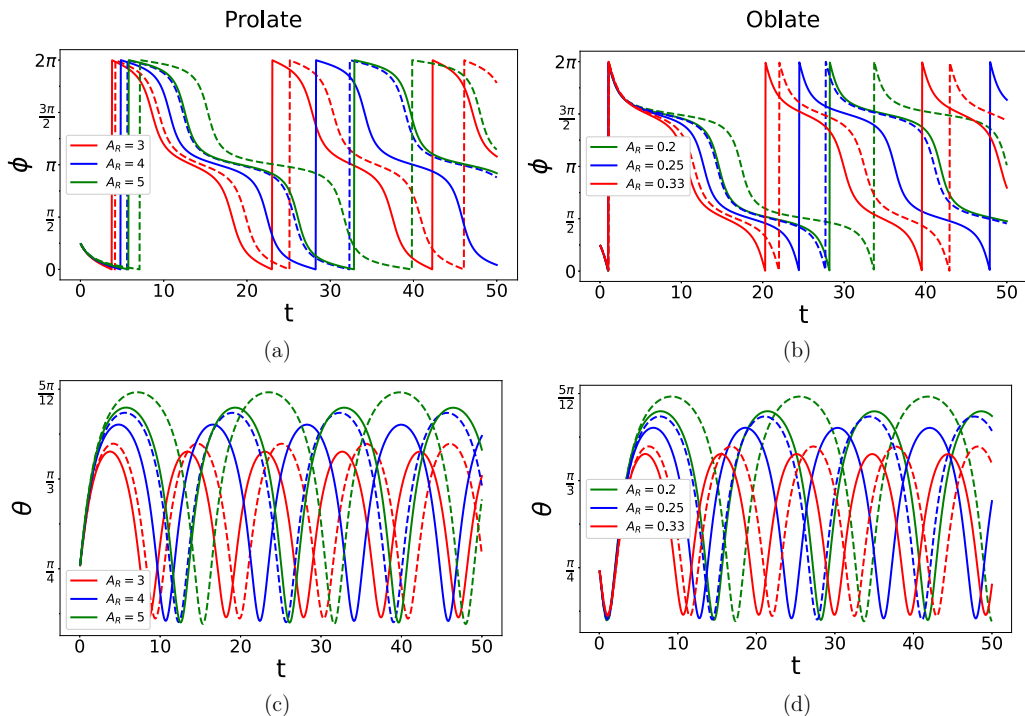 Prolate
Oblate
2π
3π/2
π
π/2
0
ϕ
A_R = 3
A_R = 4
A_R = 5
0 10 20 30 40 50
t
(a)
2π
3π/2
π
π/2
0
ϕ
A_R = 0.2
A_R = 0.25
A_R = 0.33
0 10 20 30 40 50
t
(b)
5π/12
π/3
π/4
θ
A_R = 3
A_R = 4
A_R = 5
0 10 20 30 40 50
t
(c)
5π/12
π/3
π/4
θ
A_R = 0.2
A_R = 0.25
A_R = 0.33
0 10 20 30 40 50
t
(d)